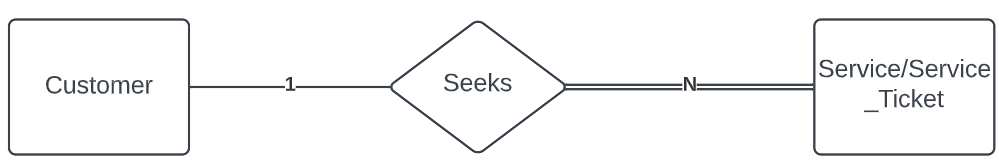 Customer
1
Seeks
N
Service/Service
_Ticket